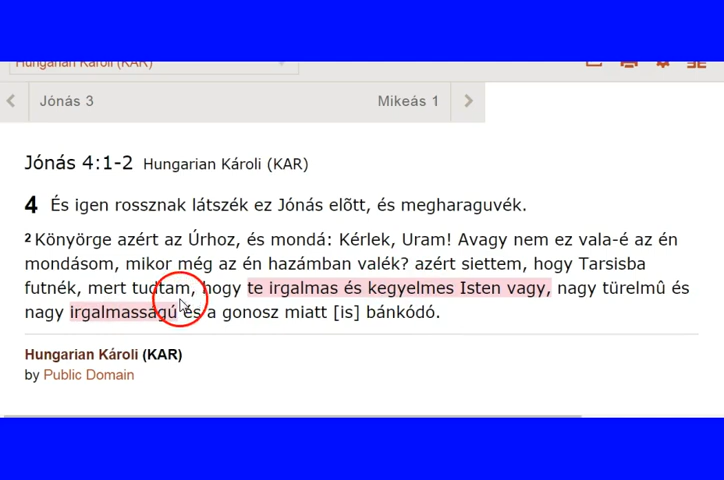 Hungarian Károli (KAR)
Jónás 3
Mikeás 1
Jónás 4:1-2 Hungarian Károli (KAR)
4 És igen rossznak látszék ez Jónás elõtt, és megharaguvék.
2 Könyörge azért az Úrhoz, és mondá: Kérlek, Uram! Avagy nem ez vala-é az én
mondásom, mikor még az én hazámban valék? azért siettem, hogy Tarsisba
futnék, mert tudtam, hogy te irgalmas és kegyelmes Isten vagy, nagy türelmû és
nagy irgalmasságú és a gonosz miatt [is] bánkódó.
Hungarian Károli (KAR)
by Public Domain